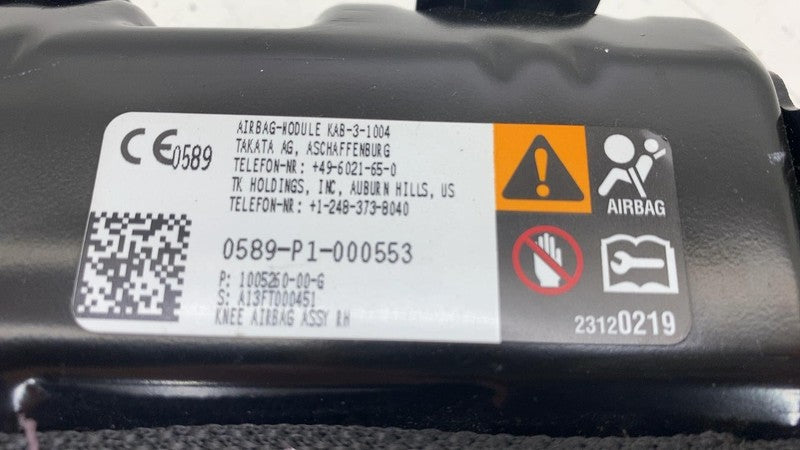 CE0589
AIRBAG-MODULE KAB-3-1004
TAKATA AG, ASCHAFFENBURG
TELEFON-NR: +49-6021-65-0
TK HOLDINGS, INC, AUBURN HILLS, US
TELEFON-NR: +1-248-373-8040
0589-P1-000553
P: 1005260-00-G
S: A13FT000451
KNEE AIRBAG ASSY RH
AIRBAG
23120219